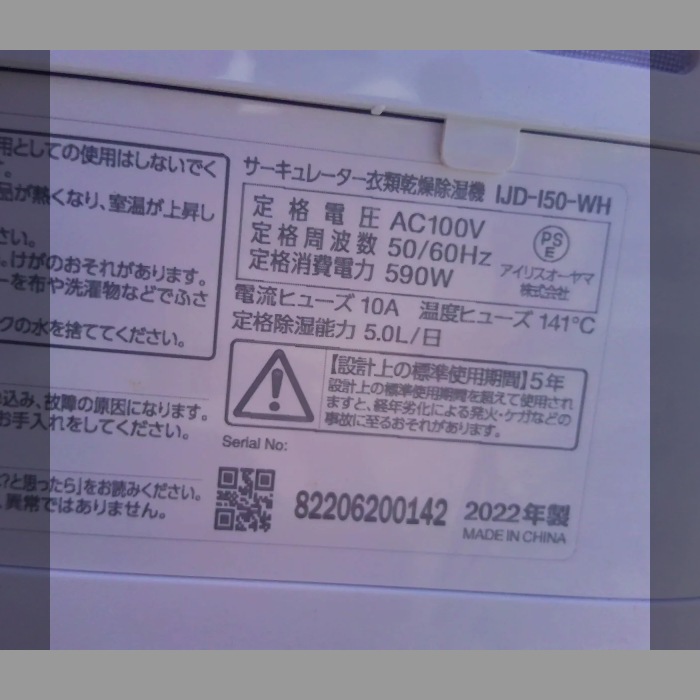 用としての使用はしないでく
品が熱くなり、室温が上昇し
さい。
けがのおそれがあります。
ーを布や洗濯物などでふさ
クの水を捨ててください。
込み、故障の原因になります。
お手入れをしてください。
?と思ったら」をお読みください。
異常ではありません。
サーキュレーター衣類乾燥除湿機 IJD-I50-WH
定格電圧 AC100V
定格周波数 50/60Hz
定格消費電力 590W
PS
E
アイリスオーヤマ
株式会社
電流ヒューズ 10A 温度ヒューズ 141℃
定格除湿能力 5.0L/日
【設計上の標準使用期間】5年
設計上の標準使用期間を超えて使用され
ますと、経年劣化による発火・ケガなどの
事故に至るおそれがあります。
Serial No:
82206200142 2022年製
MADE IN CHINA